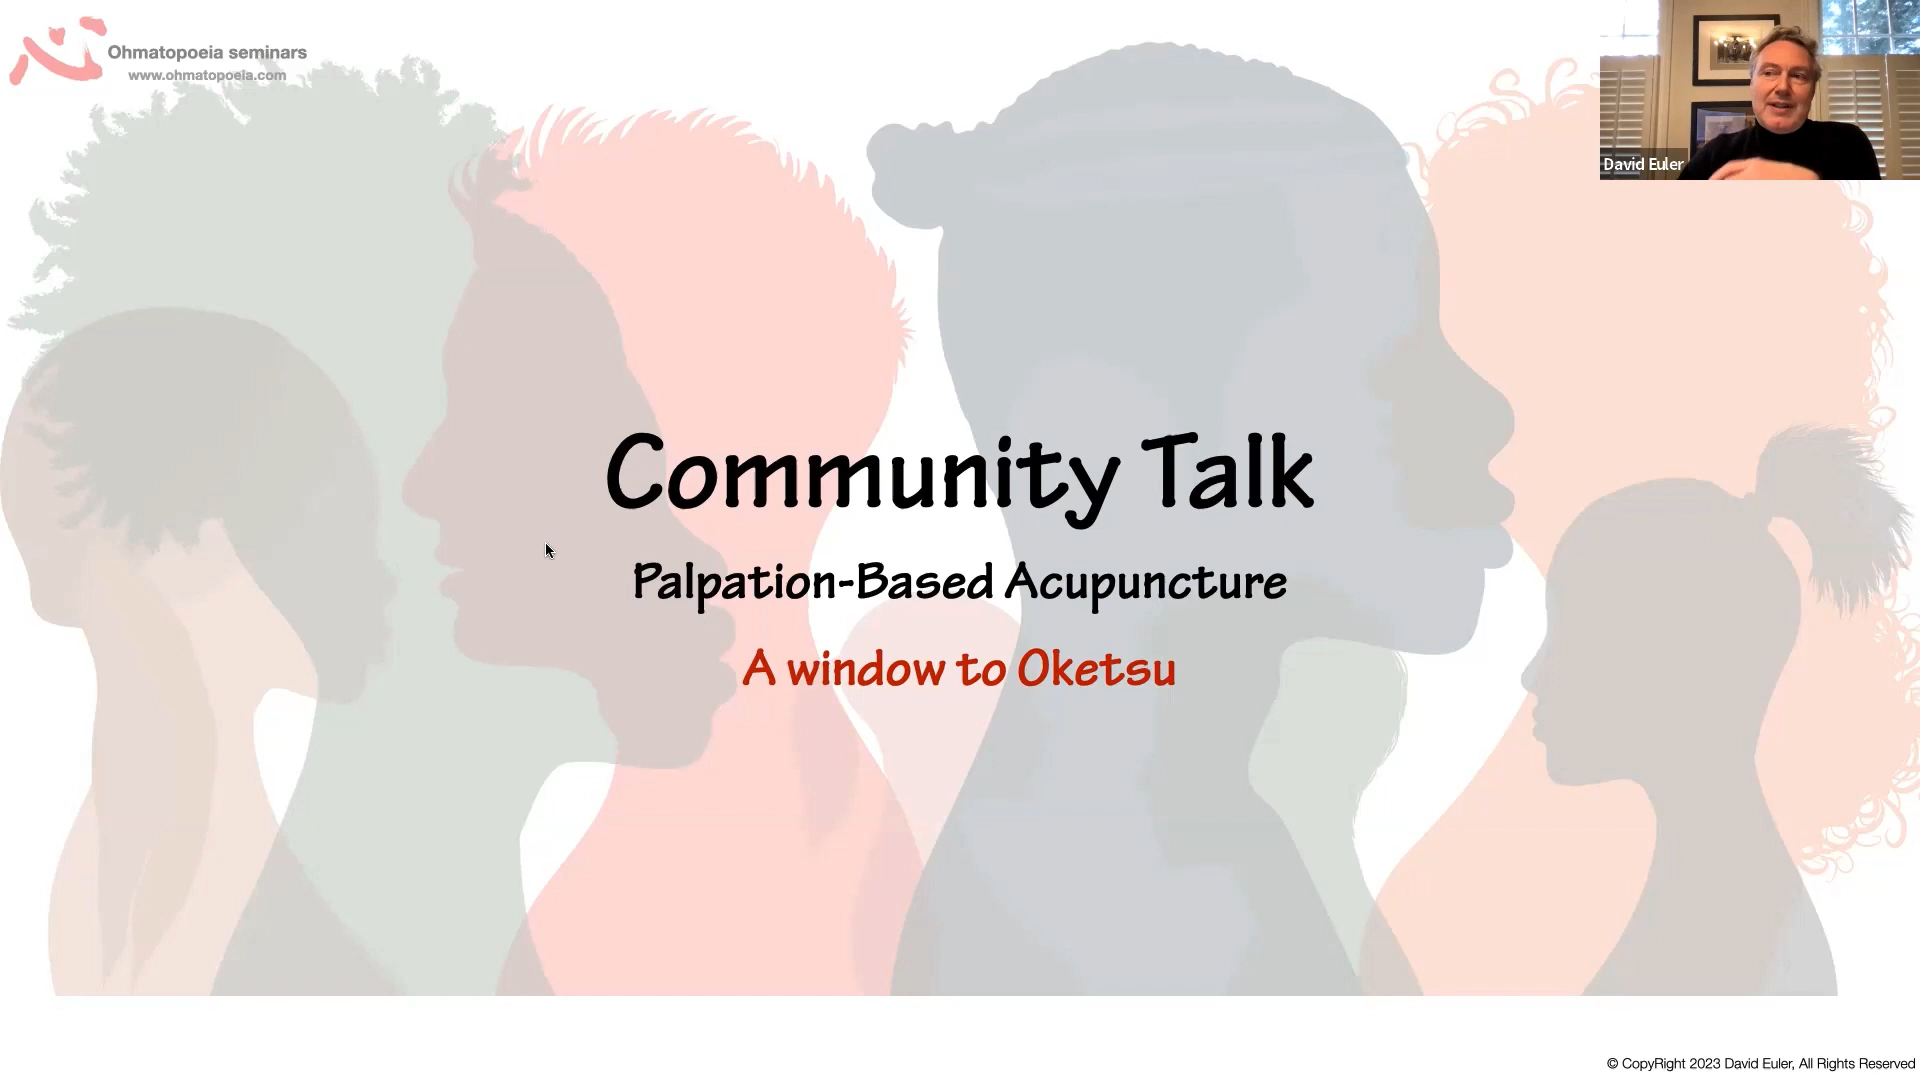 Ohmatopoeia seminars
www.ohmatopoeia.com
David Euler
Community Talk
Palpation-Based Acupuncture
A window to Oketsu
© CopyRight 2023 David Euler, All Rights Reserved